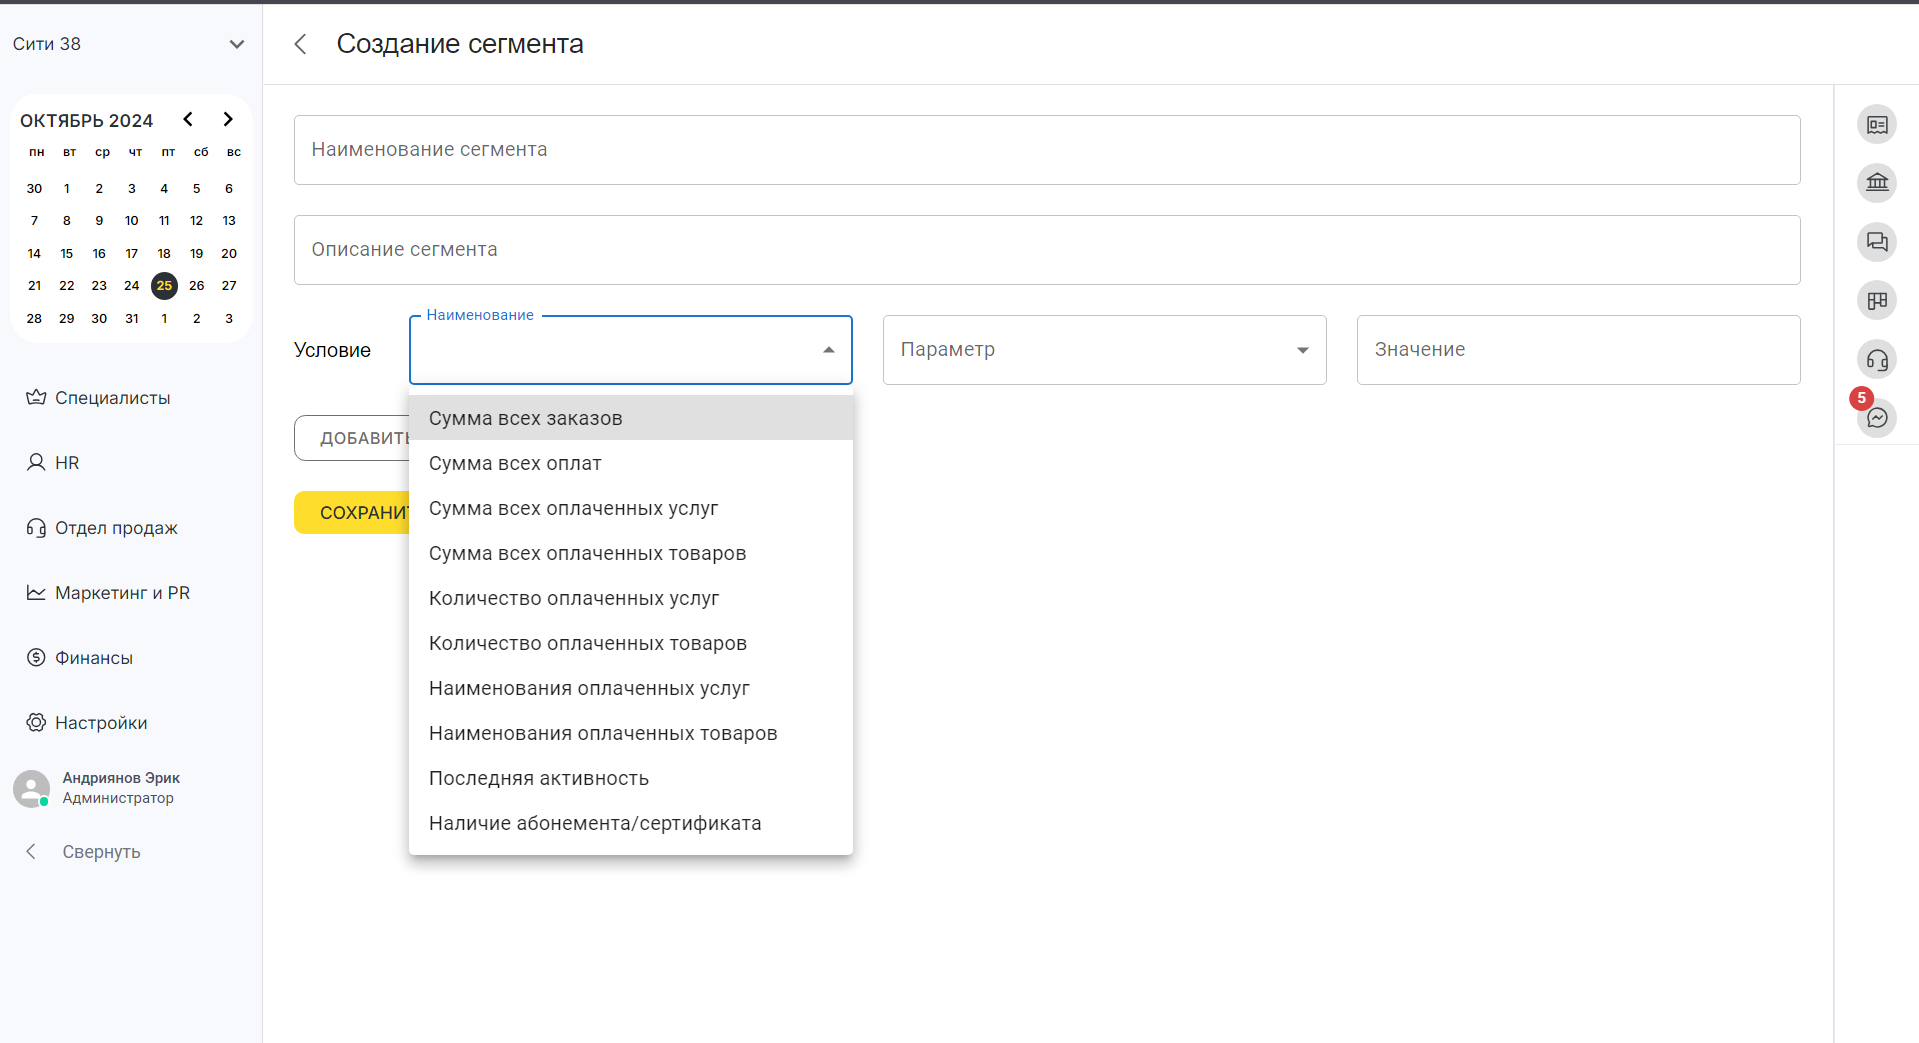 Сити 38
Создание сегмента
ОКТЯБРЬ 2024
пн вт ср чт пт сб вс
30 1 2 3 4 5 6
7 8 9 10 11 12 13
14 15 16 17 18 19 20
21 22 23 24 25 26 27
28 29 30 31 1 2 3
Специалисты
HR
Отдел продаж
Маркетинг и PR
Финансы
Настройки
Андриянов Эрик
Администратор
Свернуть
Наименование сегмента
Описание сегмента
Условие
Наименование
Параметр
Значение
ДОБАВИТЬ
СОХРАНИТ
Сумма всех заказов
Сумма всех оплат
Сумма всех оплаченных услуг
Сумма всех оплаченных товаров
Количество оплаченных услуг
Количество оплаченных товаров
Наименования оплаченных услуг
Наименования оплаченных товаров
Последняя активность
Наличие абонемента/сертификата
5